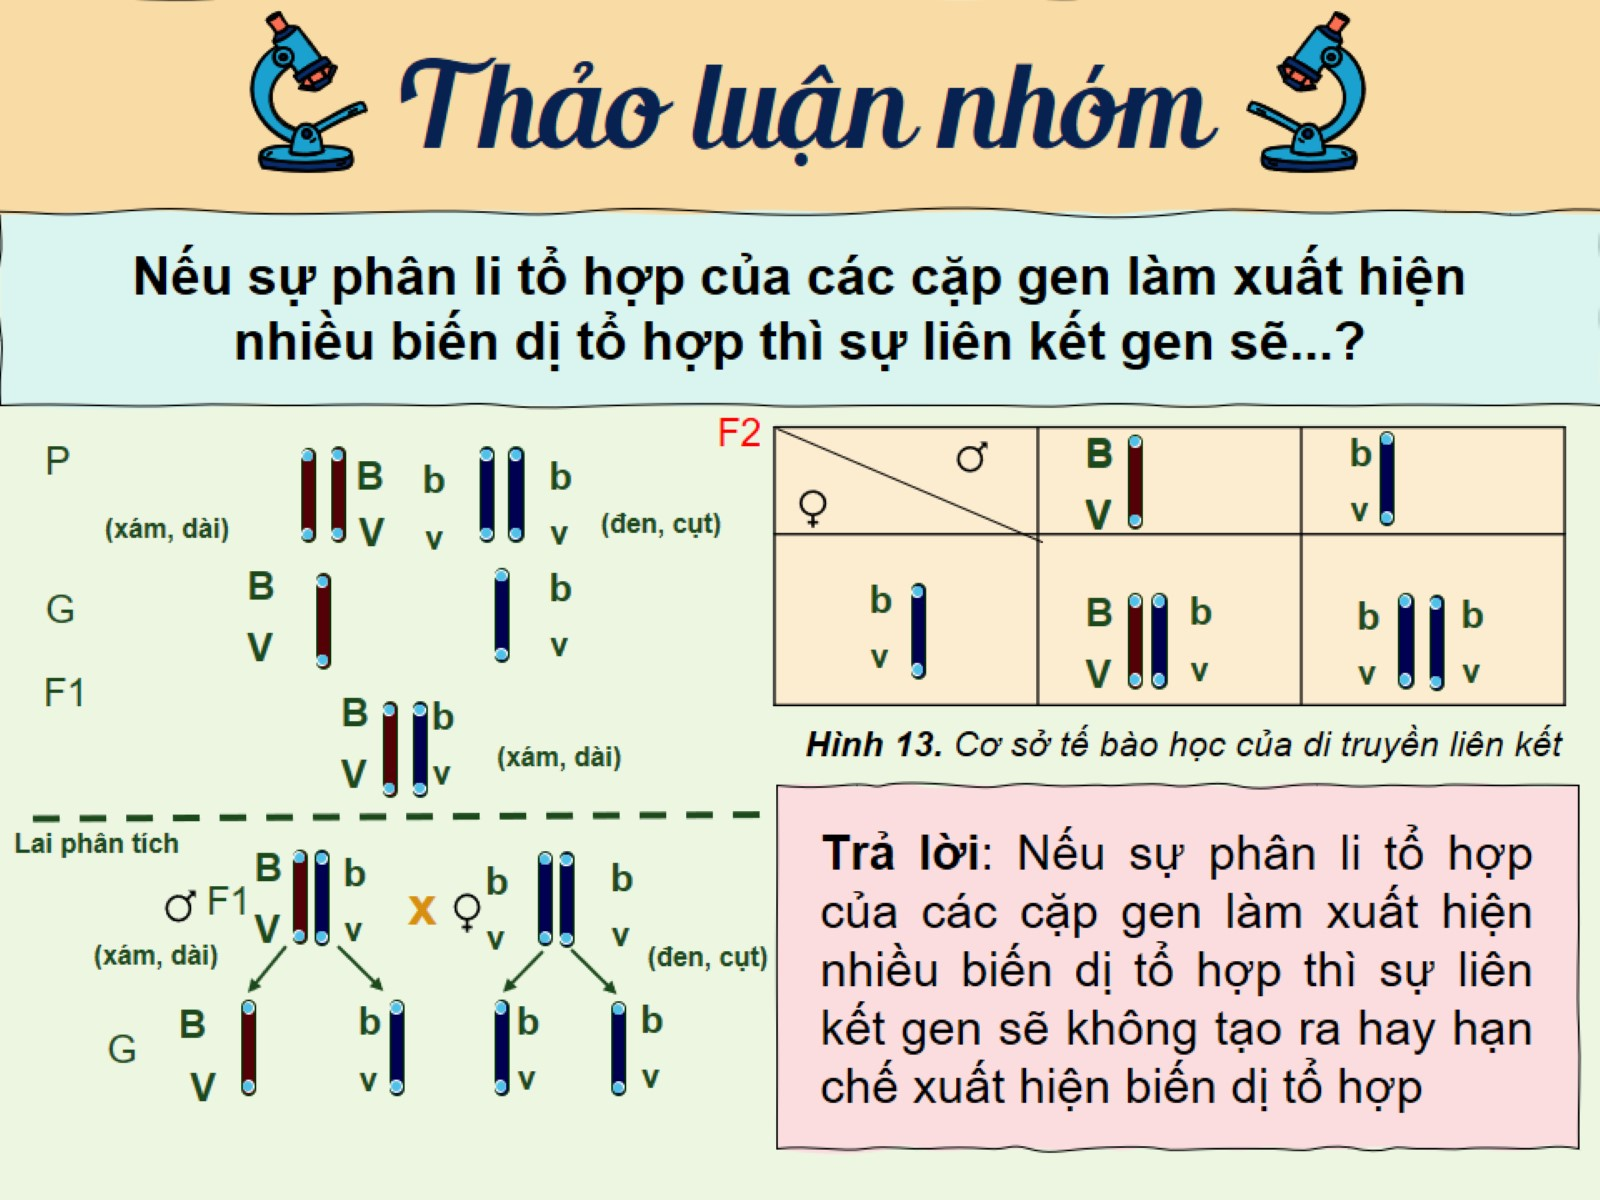 Thảo luận nhóm
Nếu sự phân li tổ hợp của các cặp gen làm xuất hiện
nhiều biến dị tổ hợp thì sự liên kết gen sẽ...?
P
B b b
(xám, dài) V v v (đen, cụt)
G
B b
V v
F1
B b
V v (xám, dài)
Lai phân tích
♂ F1 B b x ♀ b b
V v v v
(xám, dài) (đen, cụt)
G
B b b b
V v v v
F2
♂ B b
♀ V v
b B b b b
v V v v v
Hình 13. Cơ sở tế bào học của di truyền liên kết
Trả lời: Nếu sự phân li tổ hợp
của các cặp gen làm xuất hiện
nhiều biến dị tổ hợp thì sự liên
kết gen sẽ không tạo ra hay hạn
chế xuất hiện biến dị tổ hợp